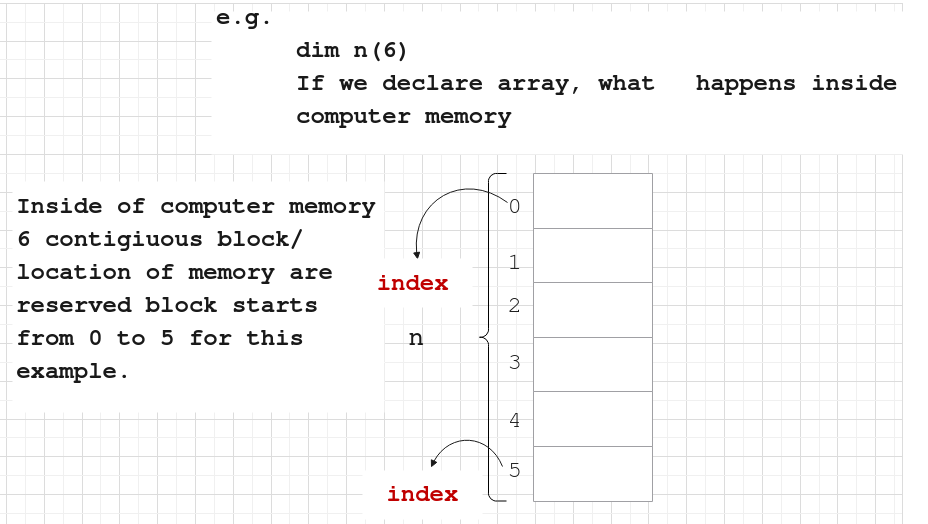 e.g.
dim n(6)
If we declare array, what happens inside
computer memory
Inside of computer memory
6 contigiuous block/
location of memory are
reserved block starts
from 0 to 5 for this
example.
0
1
index
2
n
3
4
5
index